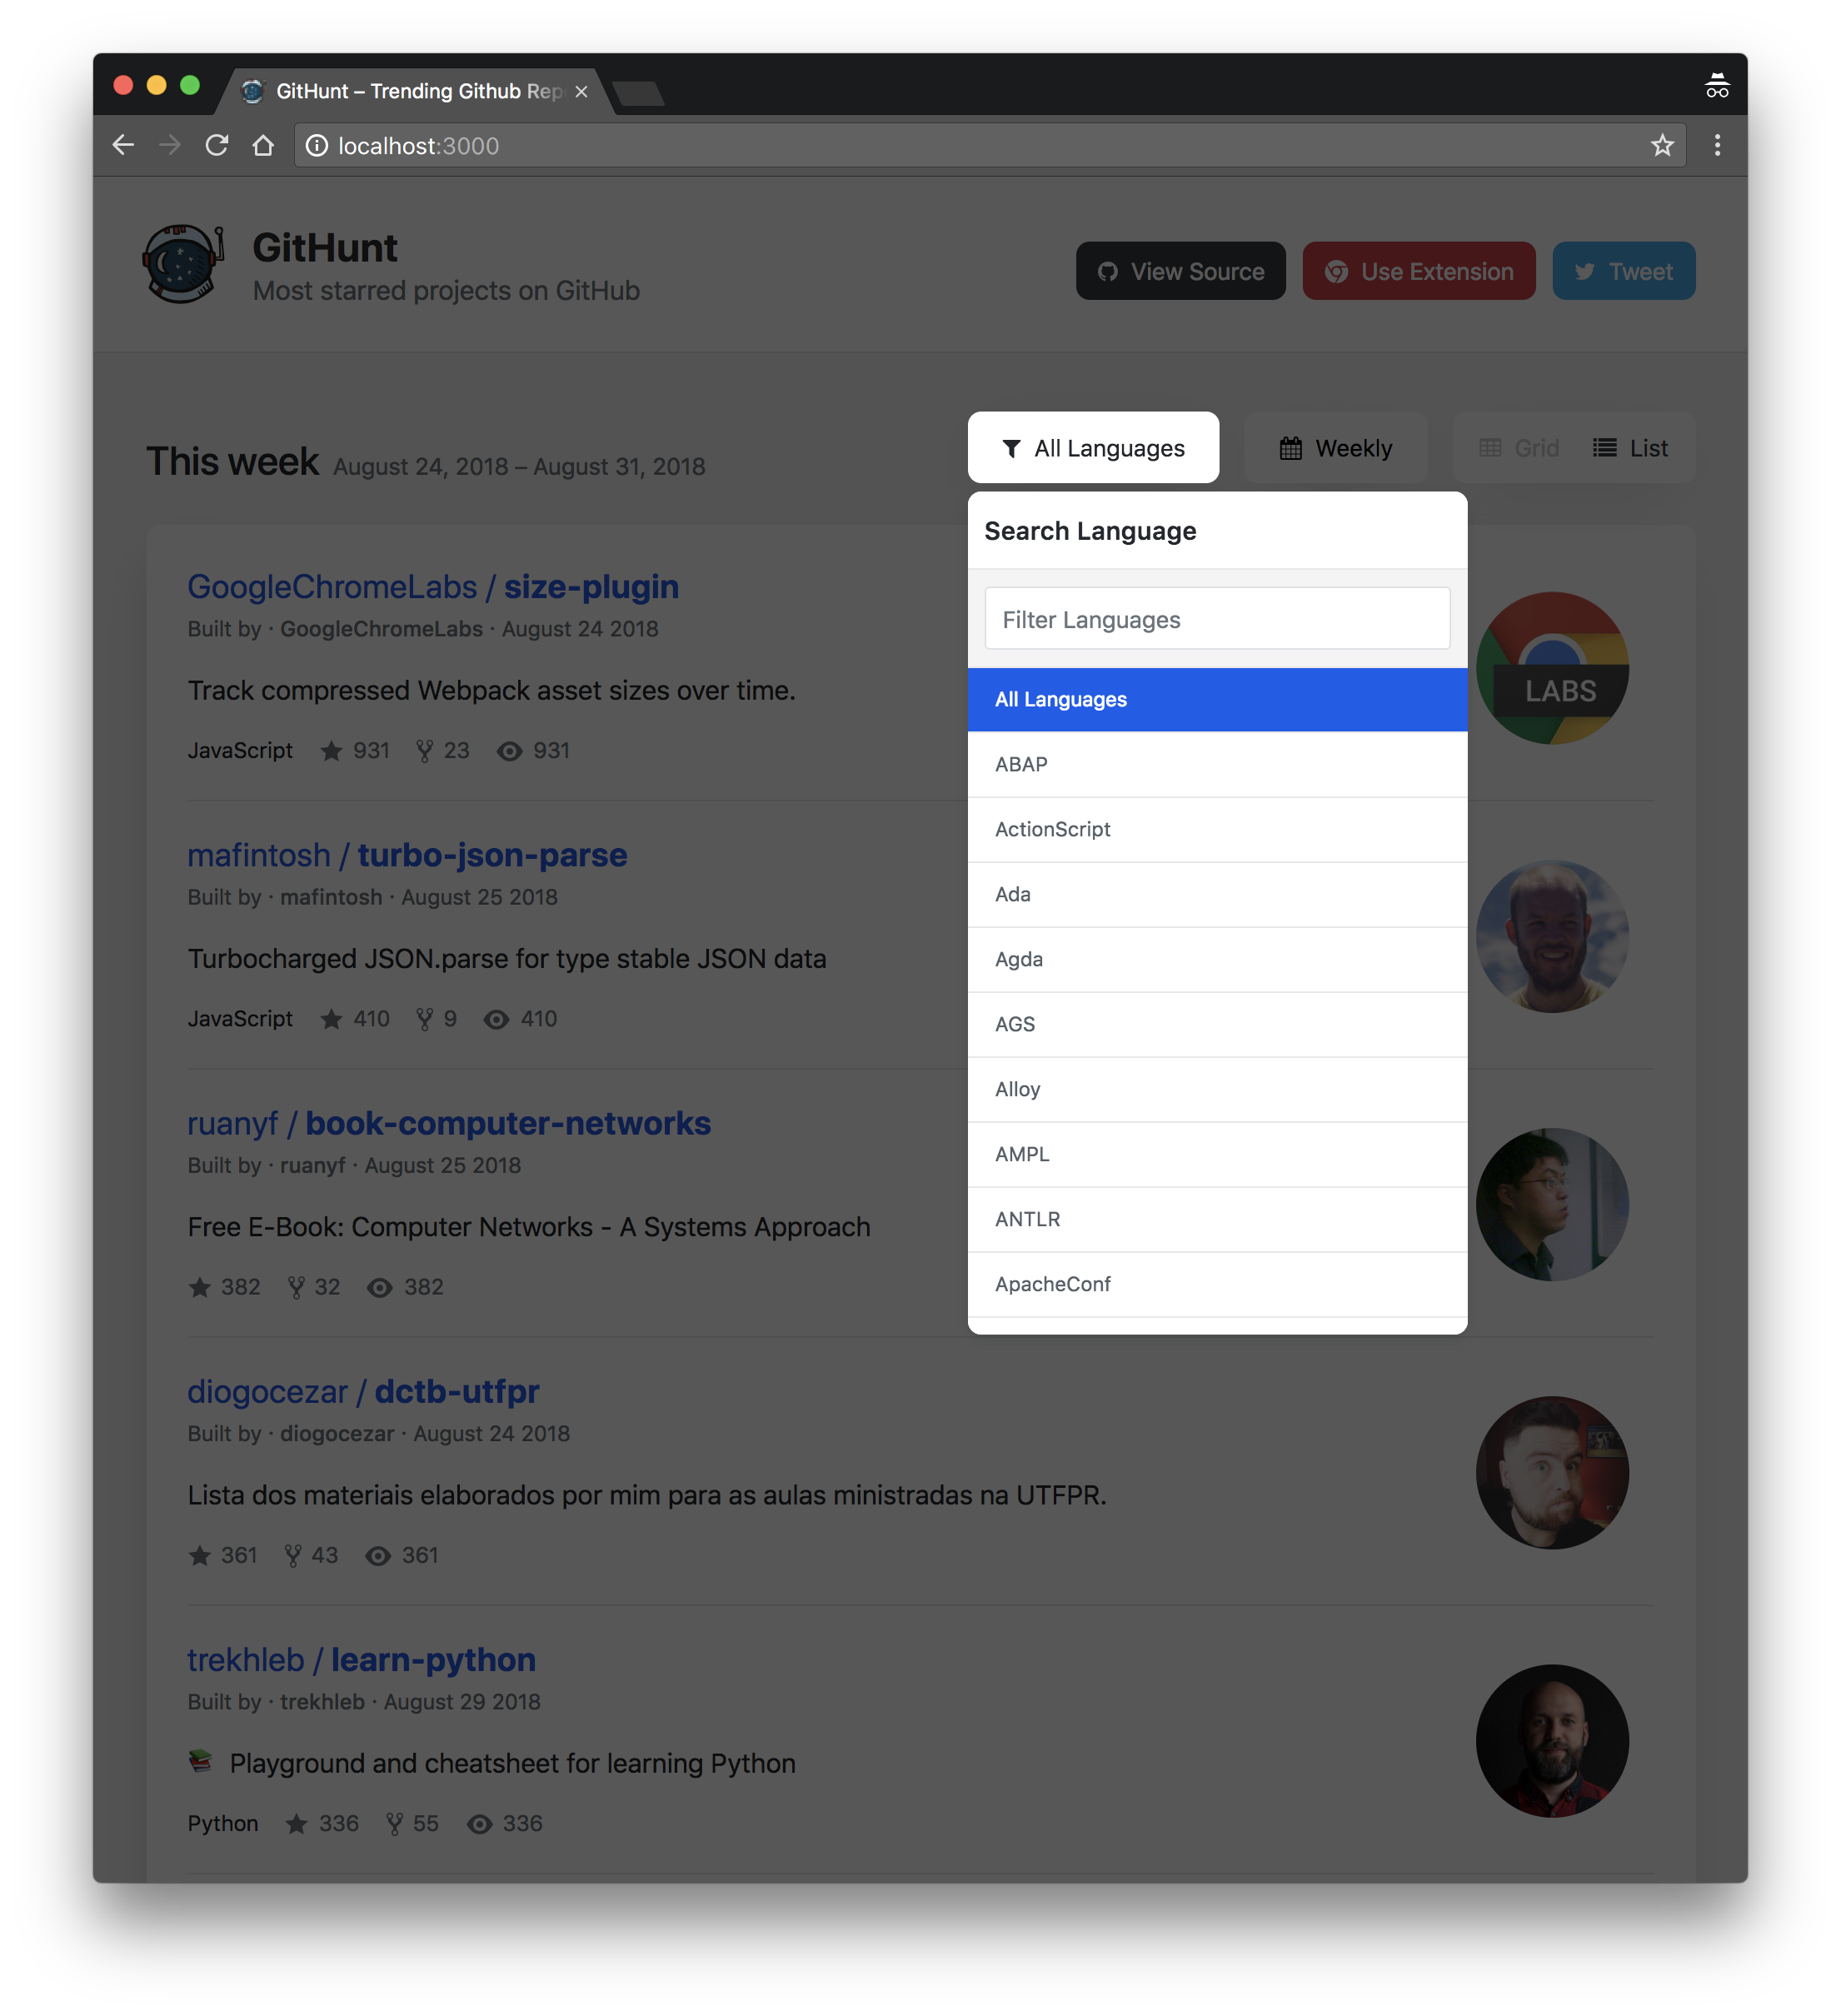 GitHunt – Trending Github Rep
localhost:3000
GitHunt
Most starred projects on GitHub
View Source
Use Extension
Tweet
This week August 24, 2018 – August 31, 2018
All Languages
Weekly
Grid
List
Search Language
Filter Languages
All Languages
ABAP
ActionScript
Ada
Agda
AGS
Alloy
AMPL
ANTLR
ApacheConf
GoogleChromeLabs / size-plugin
Built by · GoogleChromeLabs · August 24 2018
Track compressed Webpack asset sizes over time.
JavaScript 931 23 931
LABS
mafintosh / turbo-json-parse
Built by · mafintosh · August 25 2018
Turbocharged JSON.parse for type stable JSON data
JavaScript 410 9 410
ruanyf / book-computer-networks
Built by · ruanyf · August 25 2018
Free E-Book: Computer Networks - A Systems Approach
382 32 382
diogocezar / dctb-utfpr
Built by · diogocezar · August 24 2018
Lista dos materiais elaborados por mim para as aulas ministradas na UTFPR.
361 43 361
trekhleb / learn-python
Built by · trekhleb · August 29 2018
📚 Playground and cheatsheet for learning Python
Python 336 55 336